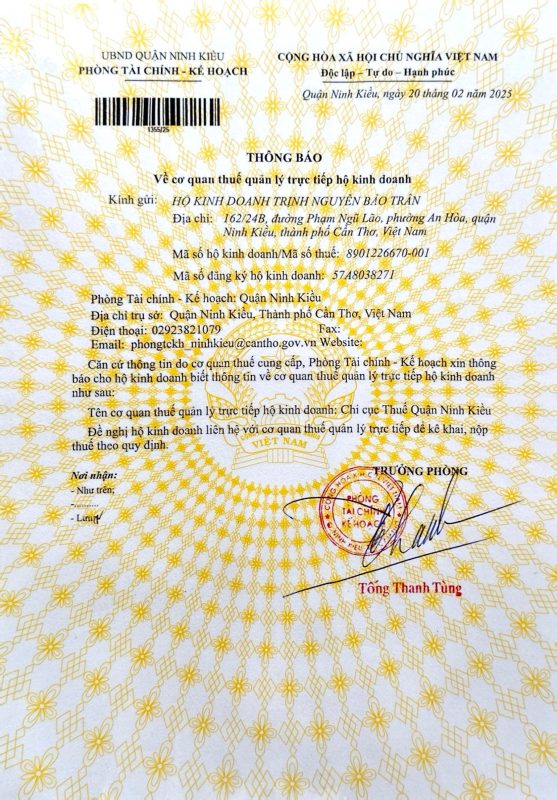 UBND QUẬN NINH KIỀU
PHÒNG TÀI CHÍNH - KẾ HOẠCH
CỘNG HÒA XÃ HỘI CHỦ NGHĨA VIỆT NAM
Độc lập – Tự do – Hạnh phúc
Quận Ninh Kiều, ngày 20 tháng 02 năm 2025
1355/25
THÔNG BÁO
Về cơ quan thuế quản lý trực tiếp hộ kinh doanh
Kính gửi: HỘ KINH DOANH TRỊNH NGUYỄN BẢO TRÂN
Địa chỉ: 162/24B, đường Phạm Ngũ Lão, phường An Hòa, quận
Ninh Kiều, thành phố Cần Thơ, Việt Nam
Mã số hộ kinh doanh/Mã số thuế: 8901226670-001
Mã số đăng ký hộ kinh doanh: 57A8038271
Phòng Tài chính - Kế hoạch: Quận Ninh Kiều
Địa chỉ trụ sở: Quận Ninh Kiều, Thành phố Cần Thơ, Việt Nam
Điện thoại: 02923821079 Fax:
Email: phongtckh_ninhkieu@cantho.gov.vn Website:
Căn cứ thông tin do cơ quan thuế cung cấp, Phòng Tài chính - Kế hoạch xin thông
báo cho hộ kinh doanh biết thông tin về cơ quan thuế quản lý trực tiếp hộ kinh doanh
như sau:
Tên cơ quan thuế quản lý trực tiếp hộ kinh doanh: Chi cục Thuế Quận Ninh Kiều
Đề nghị hộ kinh doanh liên hệ với cơ quan thuế quản lý trực tiếp để kê khai, nộp
thuế theo quy định.
VIỆT NAM
Nơi nhận:
- Như trên;
-..........
- Lưu:
TRƯỞNG PHÒNG
PHÒNG
TÀI CHÍNH
KẾ HOẠCH
Tống Thanh Tùng